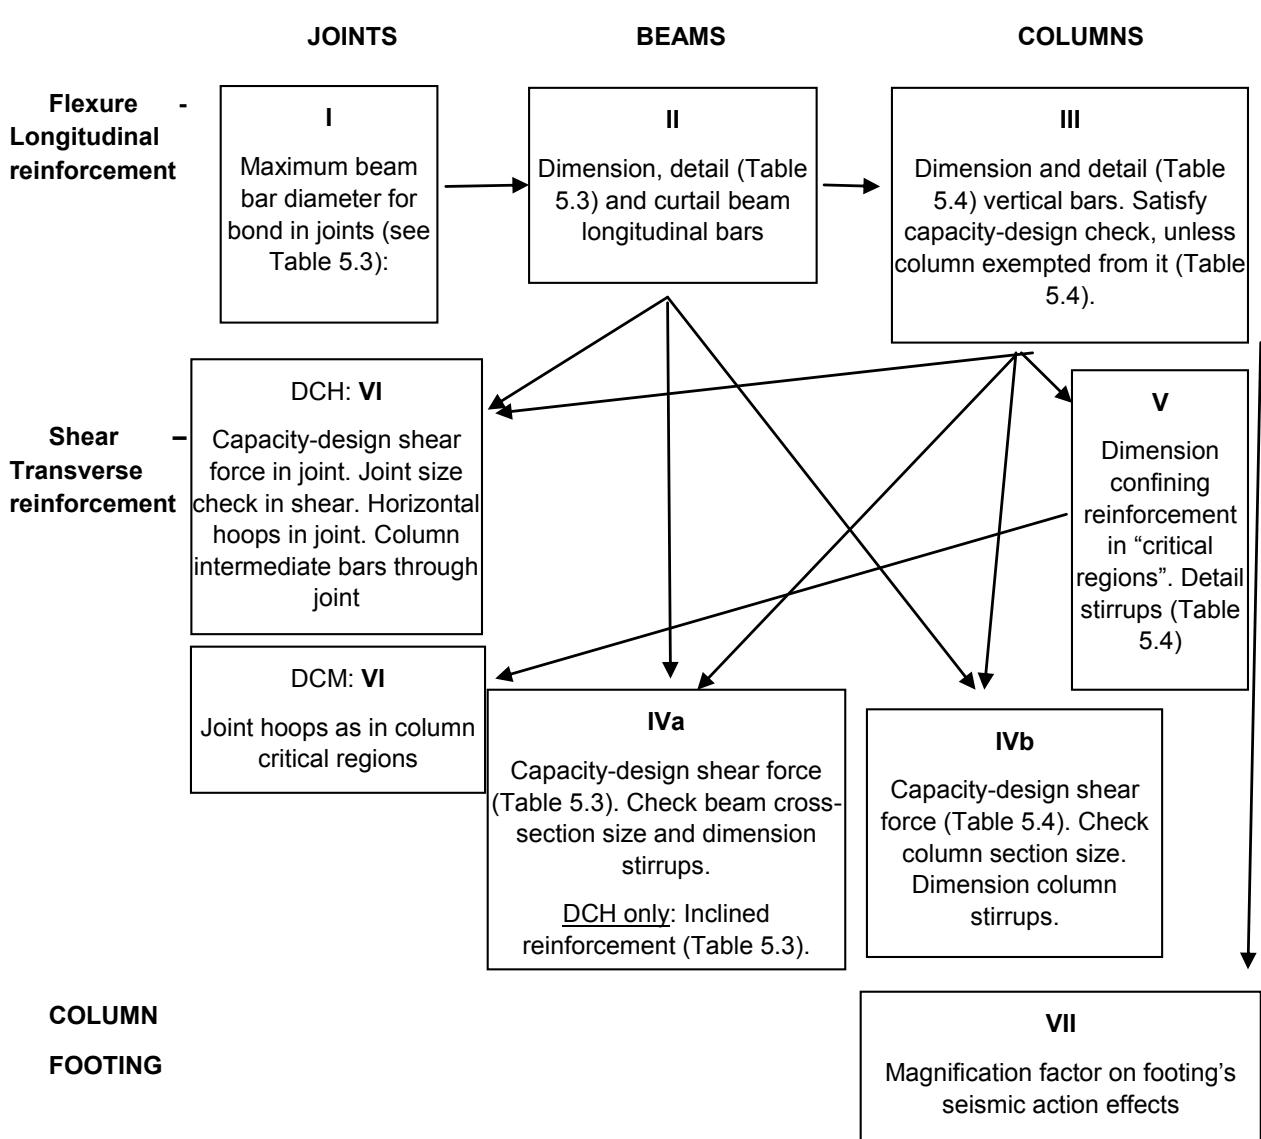 JOINTS
BEAMS
COLUMNS
Flexure -
Longitudinal
reinforcement
I
Maximum beam
bar diameter for
bond in joints (see
Table 5.3):
II
Dimension, detail (Table
5.3) and curtail beam
longitudinal bars
III
Dimension and detail (Table
5.4) vertical bars. Satisfy
capacity-design check, unless
column exempted from it (Table
5.4).
Shear –
Transverse
reinforcement
DCH: VI
Capacity-design shear
force in joint. Joint size
check in shear. Horizontal
hoops in joint. Column
intermediate bars through
joint
V
Dimension
confining
reinforcement
in “critical
regions”. Detail
stirrups (Table
5.4)
DCM: VI
Joint hoops as in column
critical regions
IVa
Capacity-design shear force
(Table 5.3). Check beam cross-
section size and dimension
stirrups.
DCH only: Inclined
reinforcement (Table 5.3).
IVb
Capacity-design shear
force (Table 5.4). Check
column section size.
Dimension column
stirrups.
COLUMN
FOOTING
VII
Magnification factor on footing’s
seismic action effects